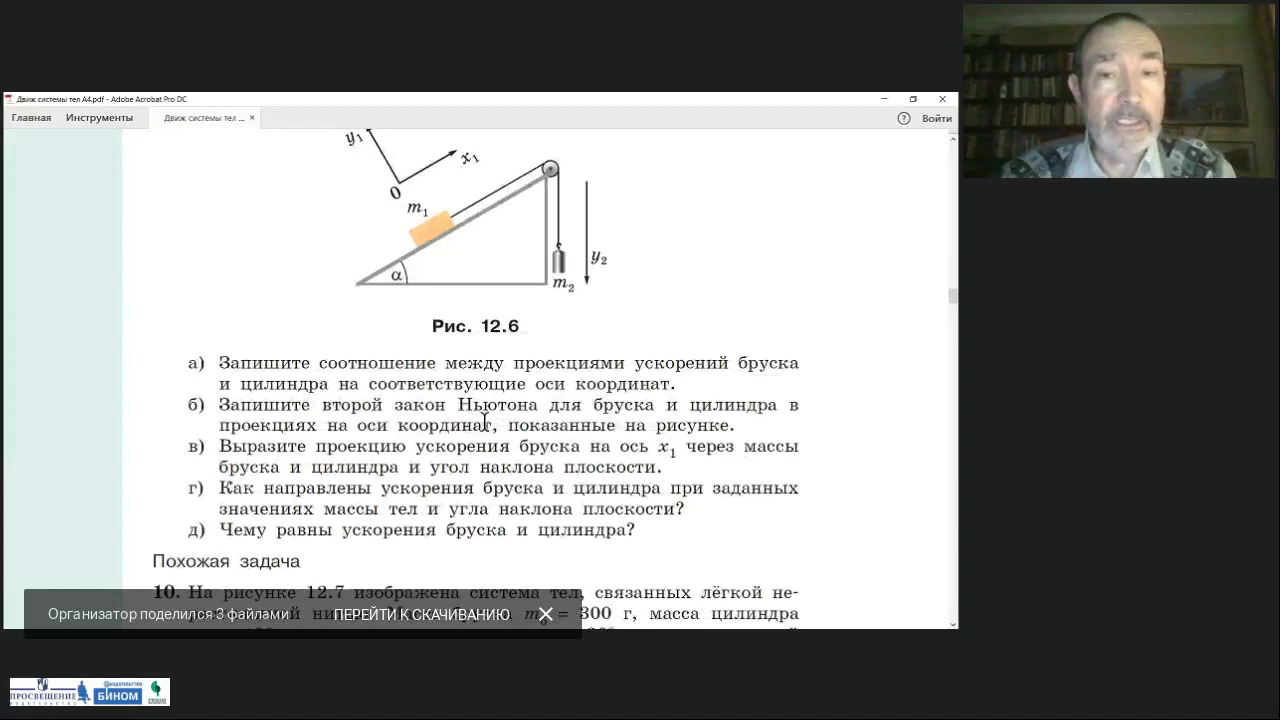 Движ системы тел А4.pdf - Adobe Acrobat Pro DC
Главная Инструменты Движ системы тел ... × ? Войти
y₁
x₁
0
m₁
α
y₂
m₂
Рис. 12.6
а) Запишите соотношение между проекциями ускорений бруска
и цилиндра на соответствующие оси координат.
б) Запишите второй закон Ньютона для бруска и цилиндра в
проекциях на оси координат, показанные на рисунке.
в) Выразите проекцию ускорения бруска на ось x₁ через массы
бруска и цилиндра и угол наклона плоскости.
г) Как направлены ускорения бруска и цилиндра при заданных
значениях массы тел и угла наклона плоскости?
д) Чему равны ускорения бруска и цилиндра?
Похожая задача
10. На рисунке 12.7 изображена система тел, связанных лёгкой не-
= 300 г, масса цилиндра
Организатор поделился 3 файлами ПЕРЕЙТИ К СКАЧИВАНИЮ
ПРОСВЕЩЕНИЕ
ИЗДАТЕЛЬСТВО
БИНОМ